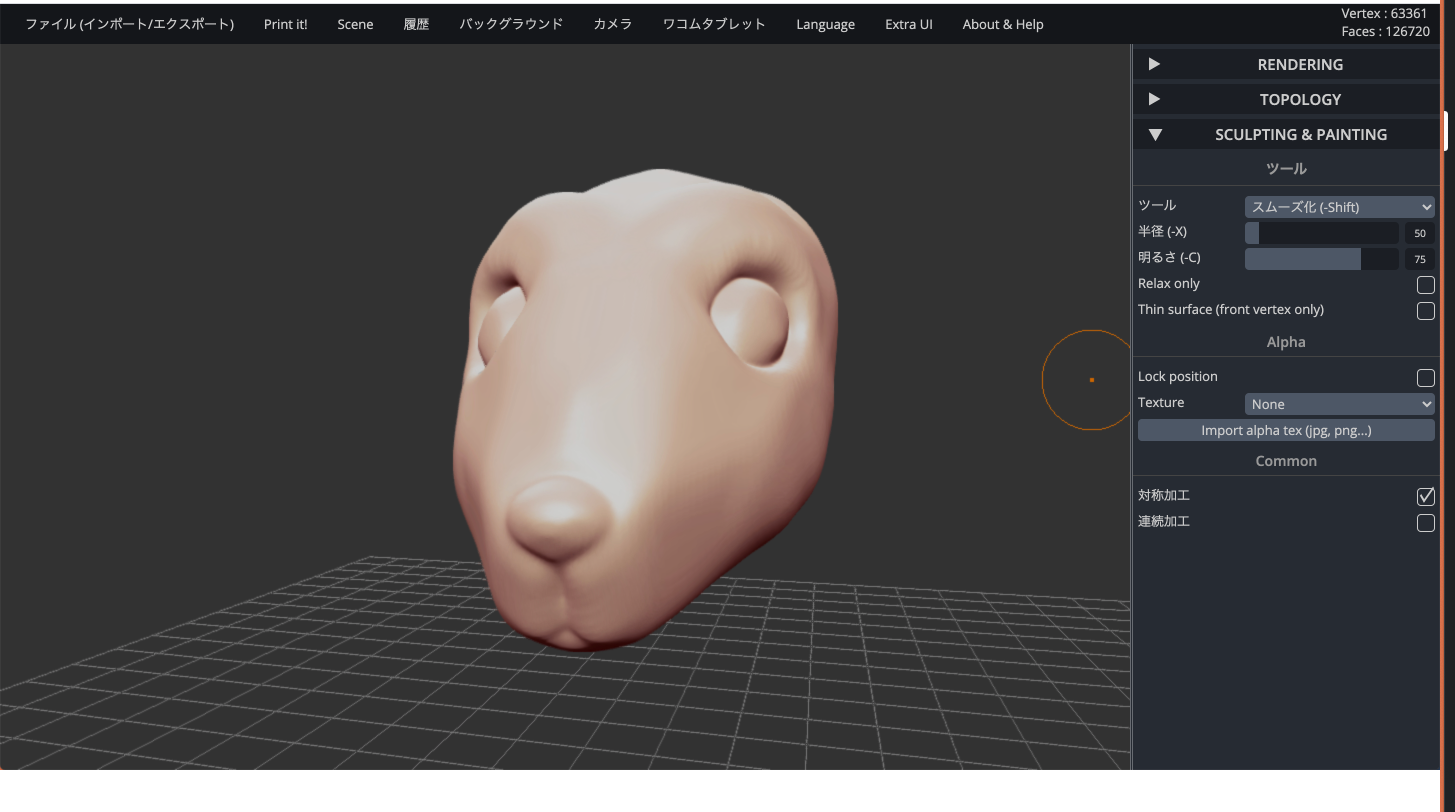 ファイル (インポート/エクスポート) Print it! Scene 履歴 バックグラウンド カメラ ワコムタブレット Language Extra UI About & Help
Vertex : 63361
Faces : 126720
RENDERING
TOPOLOGY
SCULPTING & PAINTING
ツール
ツール スムーズ化 (-Shift)
半径 (-X) 50
明るさ (-C) 75
Relax only
Thin surface (front vertex only)
Alpha
Lock position
Texture None
Import alpha tex (jpg, png...)
Common
対称加工
連続加工